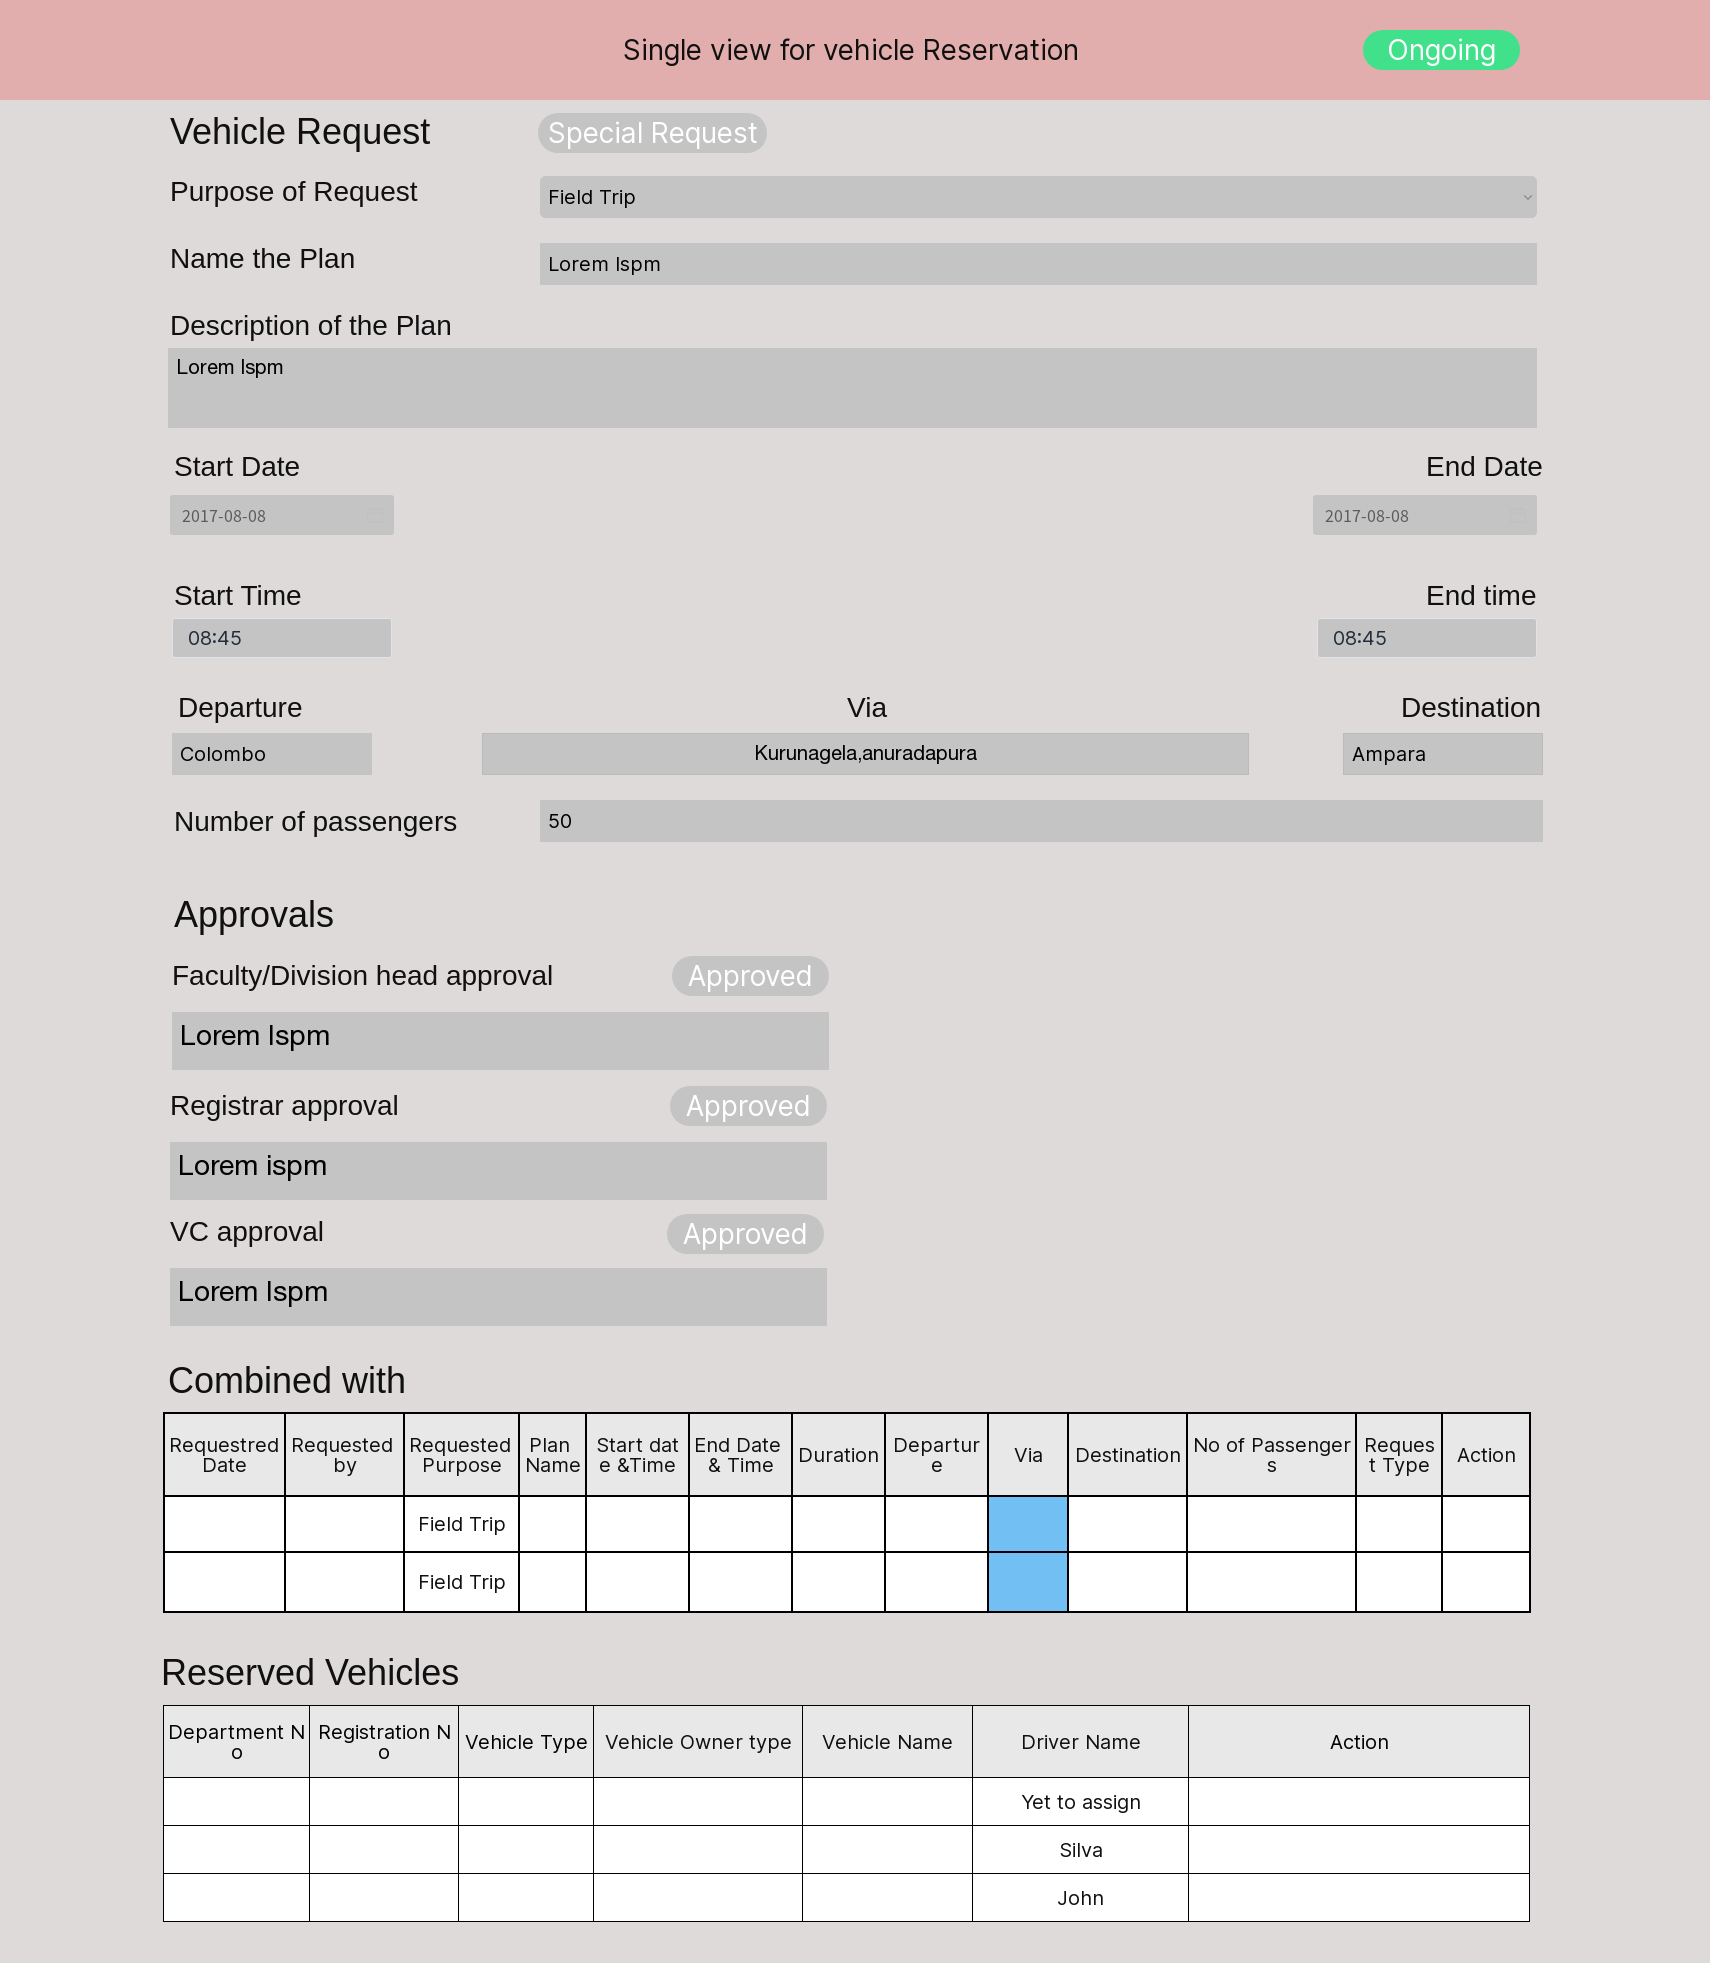 Single view for vehicle Reservation
Ongoing
Vehicle Request
Special Request
Purpose of Request
Field Trip
Name the Plan
Lorem Ispm
Description of the Plan
Lorem Ispm
Start Date
End Date
2017-08-08
2017-08-08
Start Time
End time
08:45
08:45
Departure
Via
Destination
Colombo
Kurunagela,anuradapura
Ampara
Number of passengers
50
Approvals
Faculty/Division head approval
Approved
Lorem Ispm
Registrar approval
Approved
Lorem ispm
VC approval
Approved
Lorem Ispm
Combined with
Requestred
Date
Requested
by
Requested
Purpose
Plan
Name
Start dat
e &Time
End Date
& Time
Duration
Departur
e
Via
Destination
No of Passenger
s
Reques
t Type
Action
Field Trip
Field Trip
Reserved Vehicles
Department N
o
Registration N
o
Vehicle Type
Vehicle Owner type
Vehicle Name
Driver Name
Action
Yet to assign
Silva
John